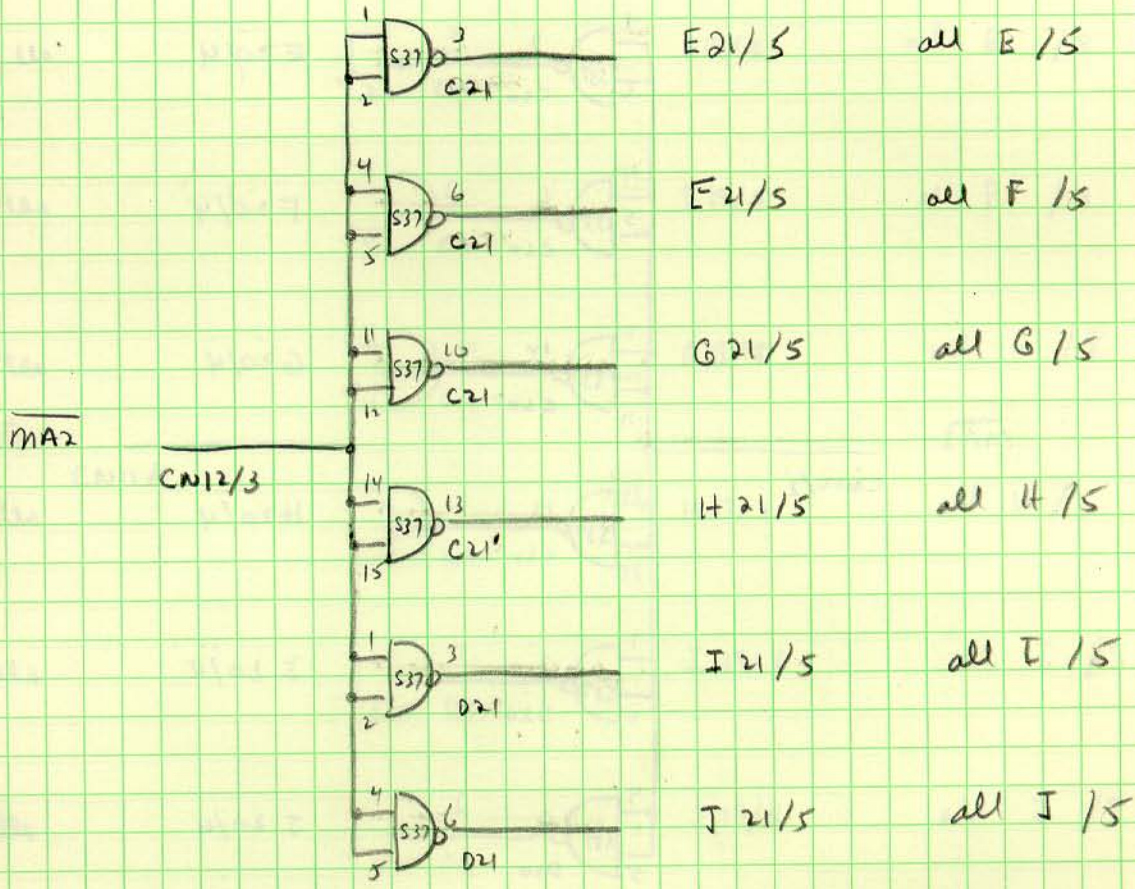 1
S37 3 E21/5 all E /5
2 C21
4
S37 6 F21/5 all F /5
5 C21
11
S37 10 G21/5 all G /5
12 C21
MA2
CN12/3
14
S37 13 H21/5 all H /5
15 C21
1
S37 3 I21/5 all I /5
2 D21
4
S37 6 J21/5 all J /5
5 D21